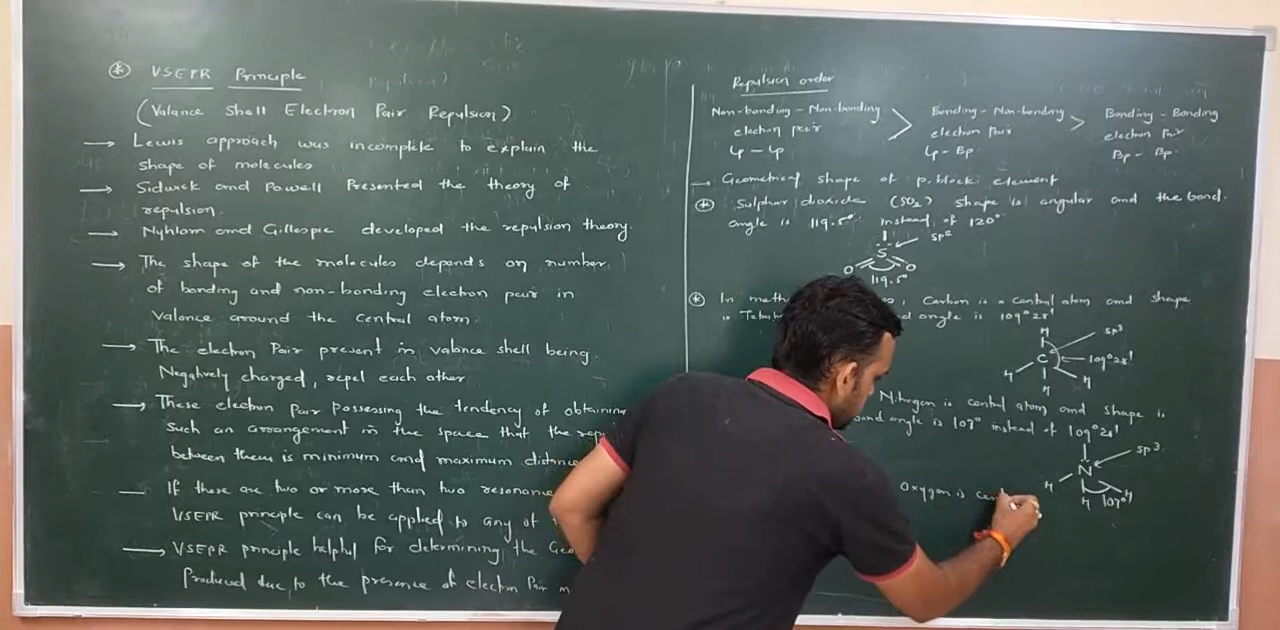 * VSEPR Principle
(Valance Shell Electron Pair Repulsion)
→ Lewis approach was incomplete to explain the
shape of molecules
→ Sidwick and Powell Presented the theory of
repulsion.
→ Nyhlom and Gillespie developed the repulsion theory.
→ The shape of the molecules depends on number
of bonding and non-bonding electron pair in
valance around the central atom.
→ The electron Pair present in valance shell being
Negatively charged, repel each other
→ These electron pair possessing the tendency of obtaining
Such an arrangement in the space that the
between them is minimum and maximum
— If there are two or more than two resonance
VSEPR principle can be applied to any of
→ VSEPR principle helpful for determining the
Produced due to the presence of electron Pair
Repulsion order
Non-bonding - Non-bonding > Bonding - Non-bonding > Bonding - Bonding
electron pair electron pair electron pair
Lp - Lp Lp - Bp Bp - Bp
→ Geometrical shape of p-block element
* Sulphur dioxide (SO2) shape is angular and the bond
angle is 119.5° instead of 120°
sp2
S
O O
119.5°
* In , Carbon is a central atom and shape
is angle is 109°28'
H sp3
C 109°28'
H H
H
Nitrogen is central atom and shape is
bond angle is 107° instead of 109°28'
sp3
N
H H
H 107°
Oxygen is